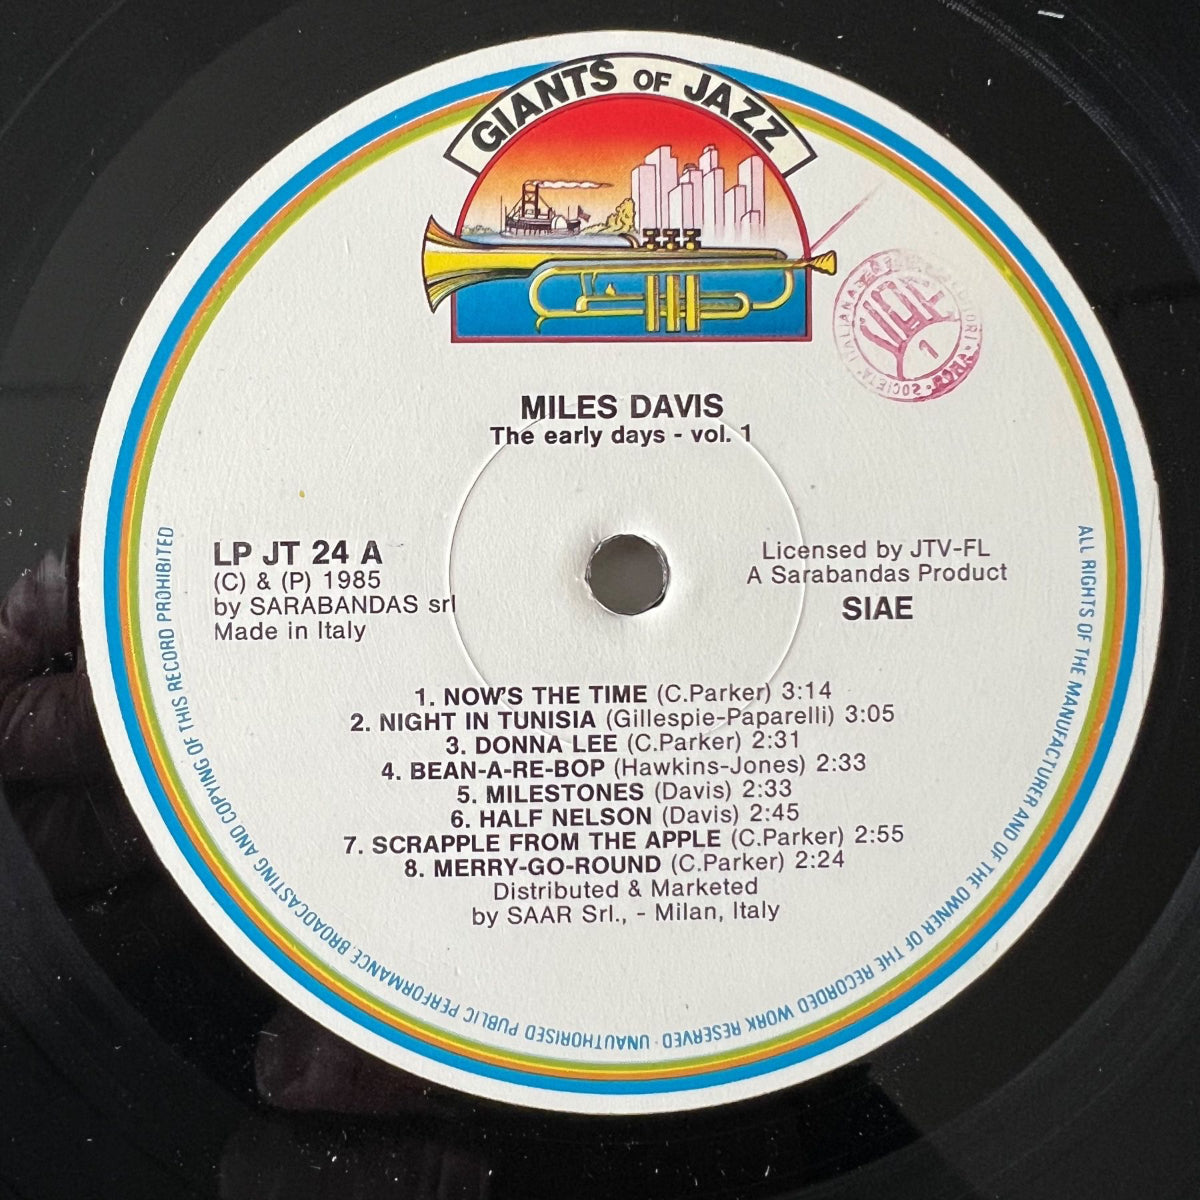 GIANTS OF JAZZ
MILES DAVIS
The early days - vol. 1
LP JT 24 A
(C) & (P) 1985
by SARABANDAS srl
Made in Italy
Licensed by JTV-FL
A Sarabandas Product
SIAE
SIAE
1
SOCIETÀ ITALIANA
1. NOW'S THE TIME (C.Parker) 3:14
2. NIGHT IN TUNISIA (Gillespie-Paparelli) 3:05
3. DONNA LEE (C.Parker) 2:31
4. BEAN-A-RE-BOP (Hawkins-Jones) 2:33
5. MILESTONES (Davis) 2:33
6. HALF NELSON (Davis) 2:45
7. SCRAPPLE FROM THE APPLE (C.Parker) 2:55
8. MERRY-GO-ROUND (C.Parker) 2:24
Distributed & Marketed
by SAAR Srl., - Milan, Italy
ALL RIGHTS OF THE MANUFACTURER AND OF THE OWNER OF THE RECORDED WORK RESERVED · UNAUTHORISED PUBLIC PERFORMANCE.BROADCASTING AND COPYING OF THIS RECORD PROHIBITED